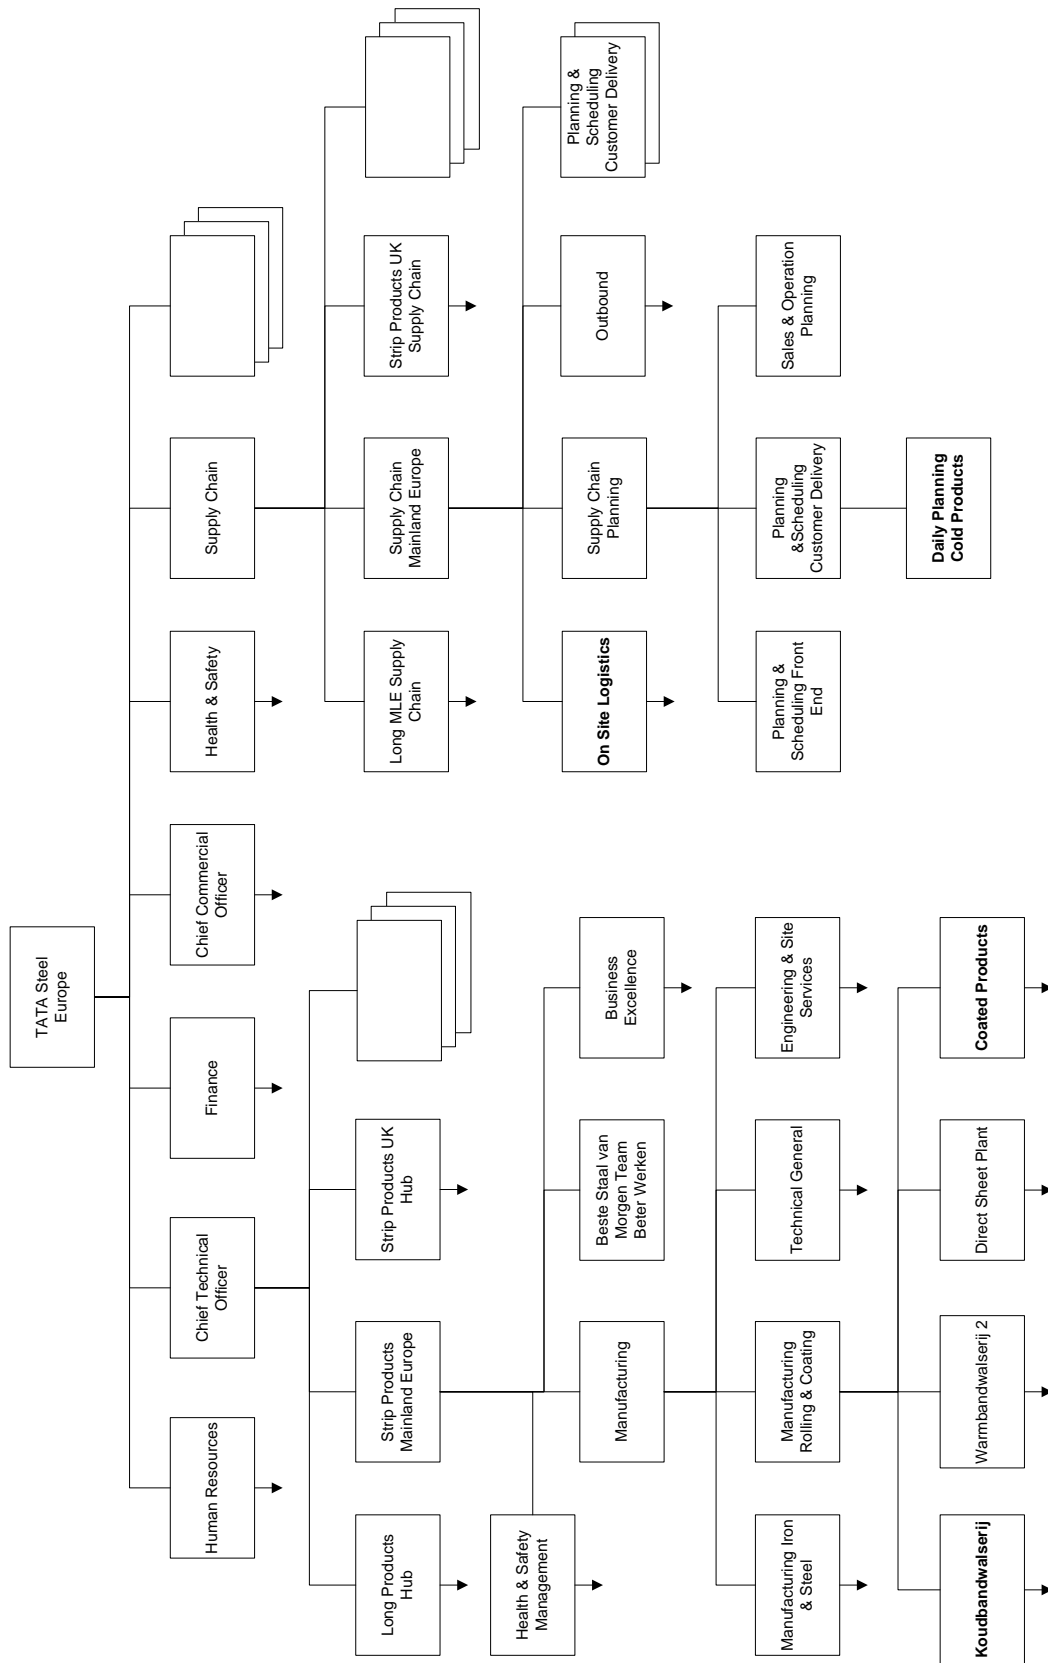 TATA Steel
Europe
Human Resources
Chief Technical
Officer
Finance
Chief Commercial
Officer
Health & Safety
Supply Chain
Long Products
Hub
Strip Products
Mainland Europe
Strip Products UK
Hub
Long MLE Supply
Chain
Supply Chain
Mainland Europe
Strip Products UK
Supply Chain
Health & Safety
Management
Manufacturing
Beste Staal van
Morgen Team
Beter Werken
Business
Excellence
On Site Logistics
Supply Chain
Planning
Outbound
Planning &
Scheduling
Customer Delivery
Manufacturing Iron
& Steel
Manufacturing
Rolling & Coating
Technical General
Engineering & Site
Services
Planning &
Scheduling Front
End
Planning
&Scheduling
Customer Delivery
Sales & Operation
Planning
Koudbandwalserij
Warmbandwalserij 2
Direct Sheet Plant
Coated Products
Daily Planning
Cold Products